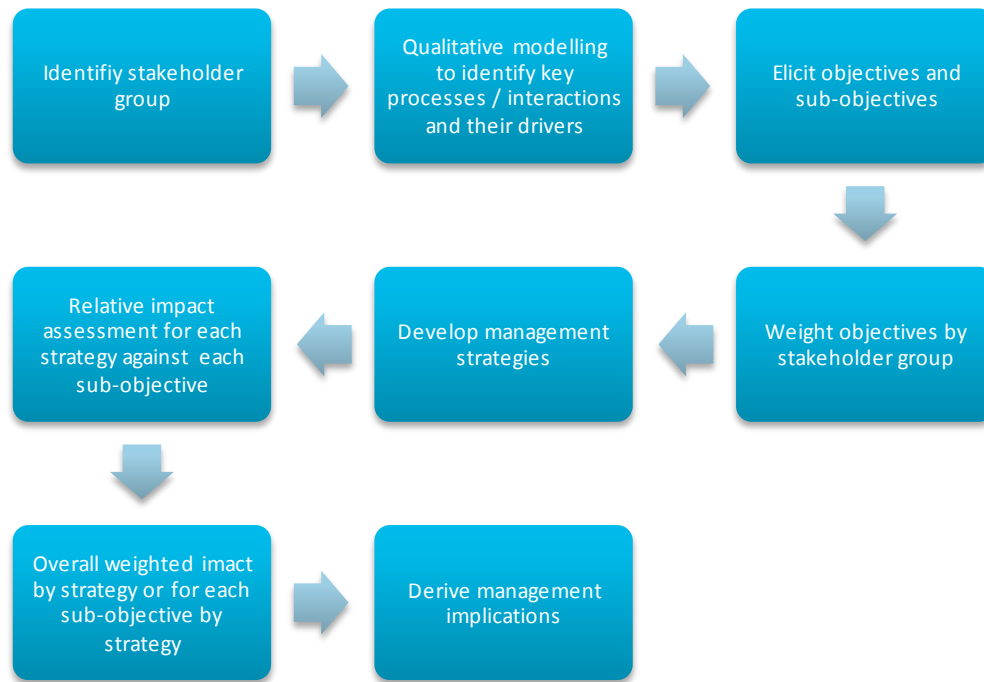 Identifiy stakeholder
group
Qualitative modelling
to identify key
processes / interactions
and their drivers
Elicit objectives and
sub-objectives
Weight objectives by
stakeholder group
Develop management
strategies
Relative impact
assessment for each
strategy against each
sub-objective
Overall weighted imact
by strategy or for each
sub-objective by
strategy
Derive management
implications